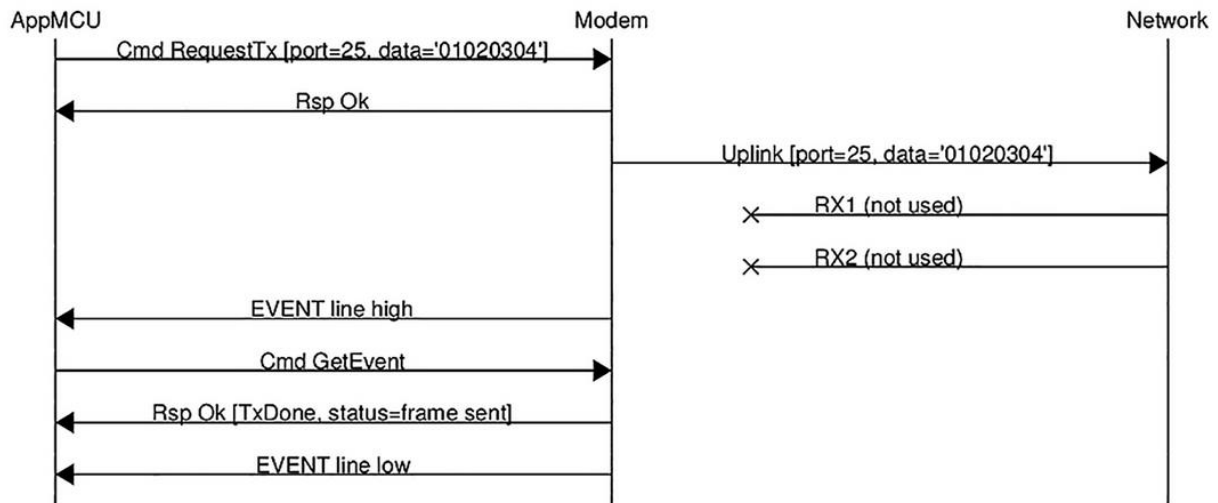 AppMCU
Modem
Network
Cmd RequestTx [port=25, data='01020304']
Rsp Ok
Uplink [port=25, data='01020304']
RX1 (not used)
RX2 (not used)
EVENT line high
Cmd GetEvent
Rsp Ok [TxDone, status=frame sent]
EVENT line low